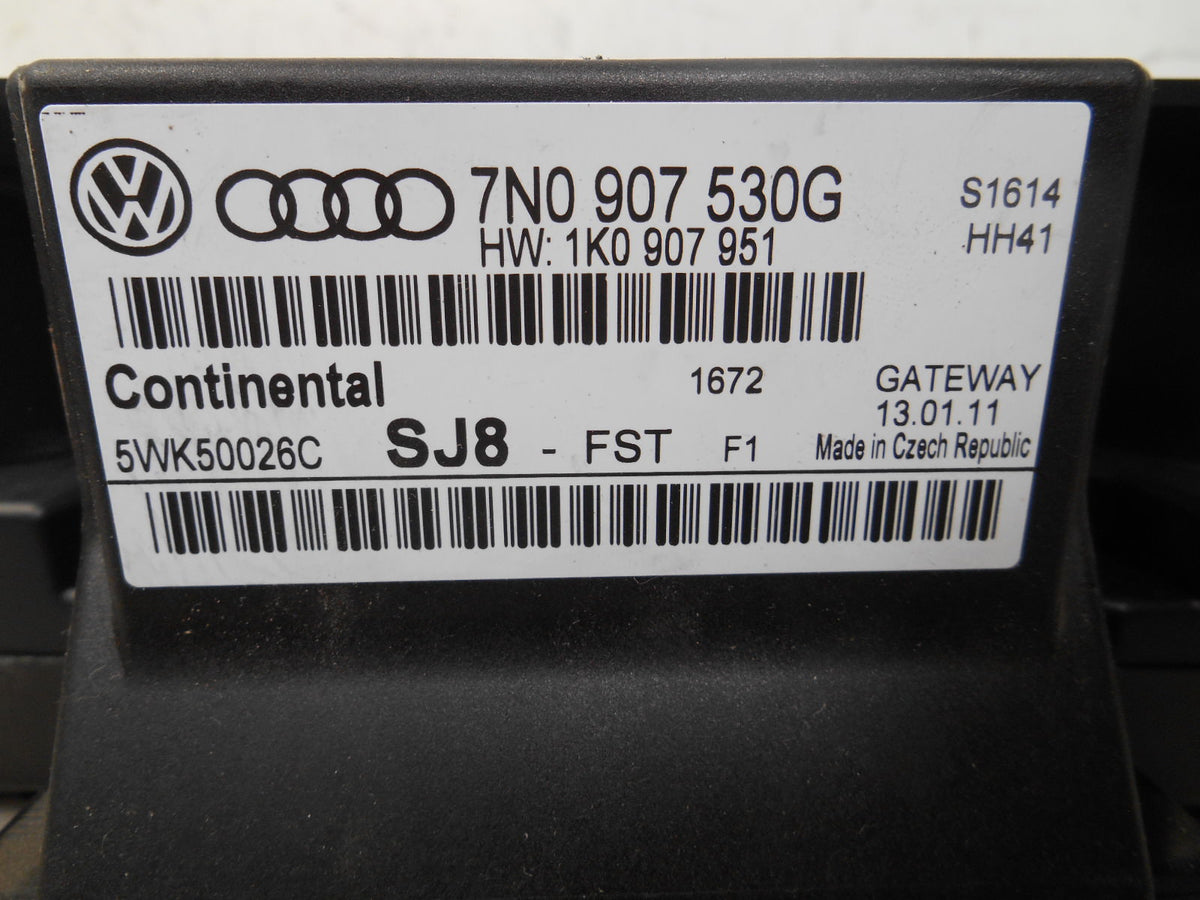 7N0 907 530G
S1614
HW: 1K0 907 951
HH41
Continental
1672
GATEWAY
13.01.11
5WK50026C
SJ8 - FST F1
Made in Czech Republic